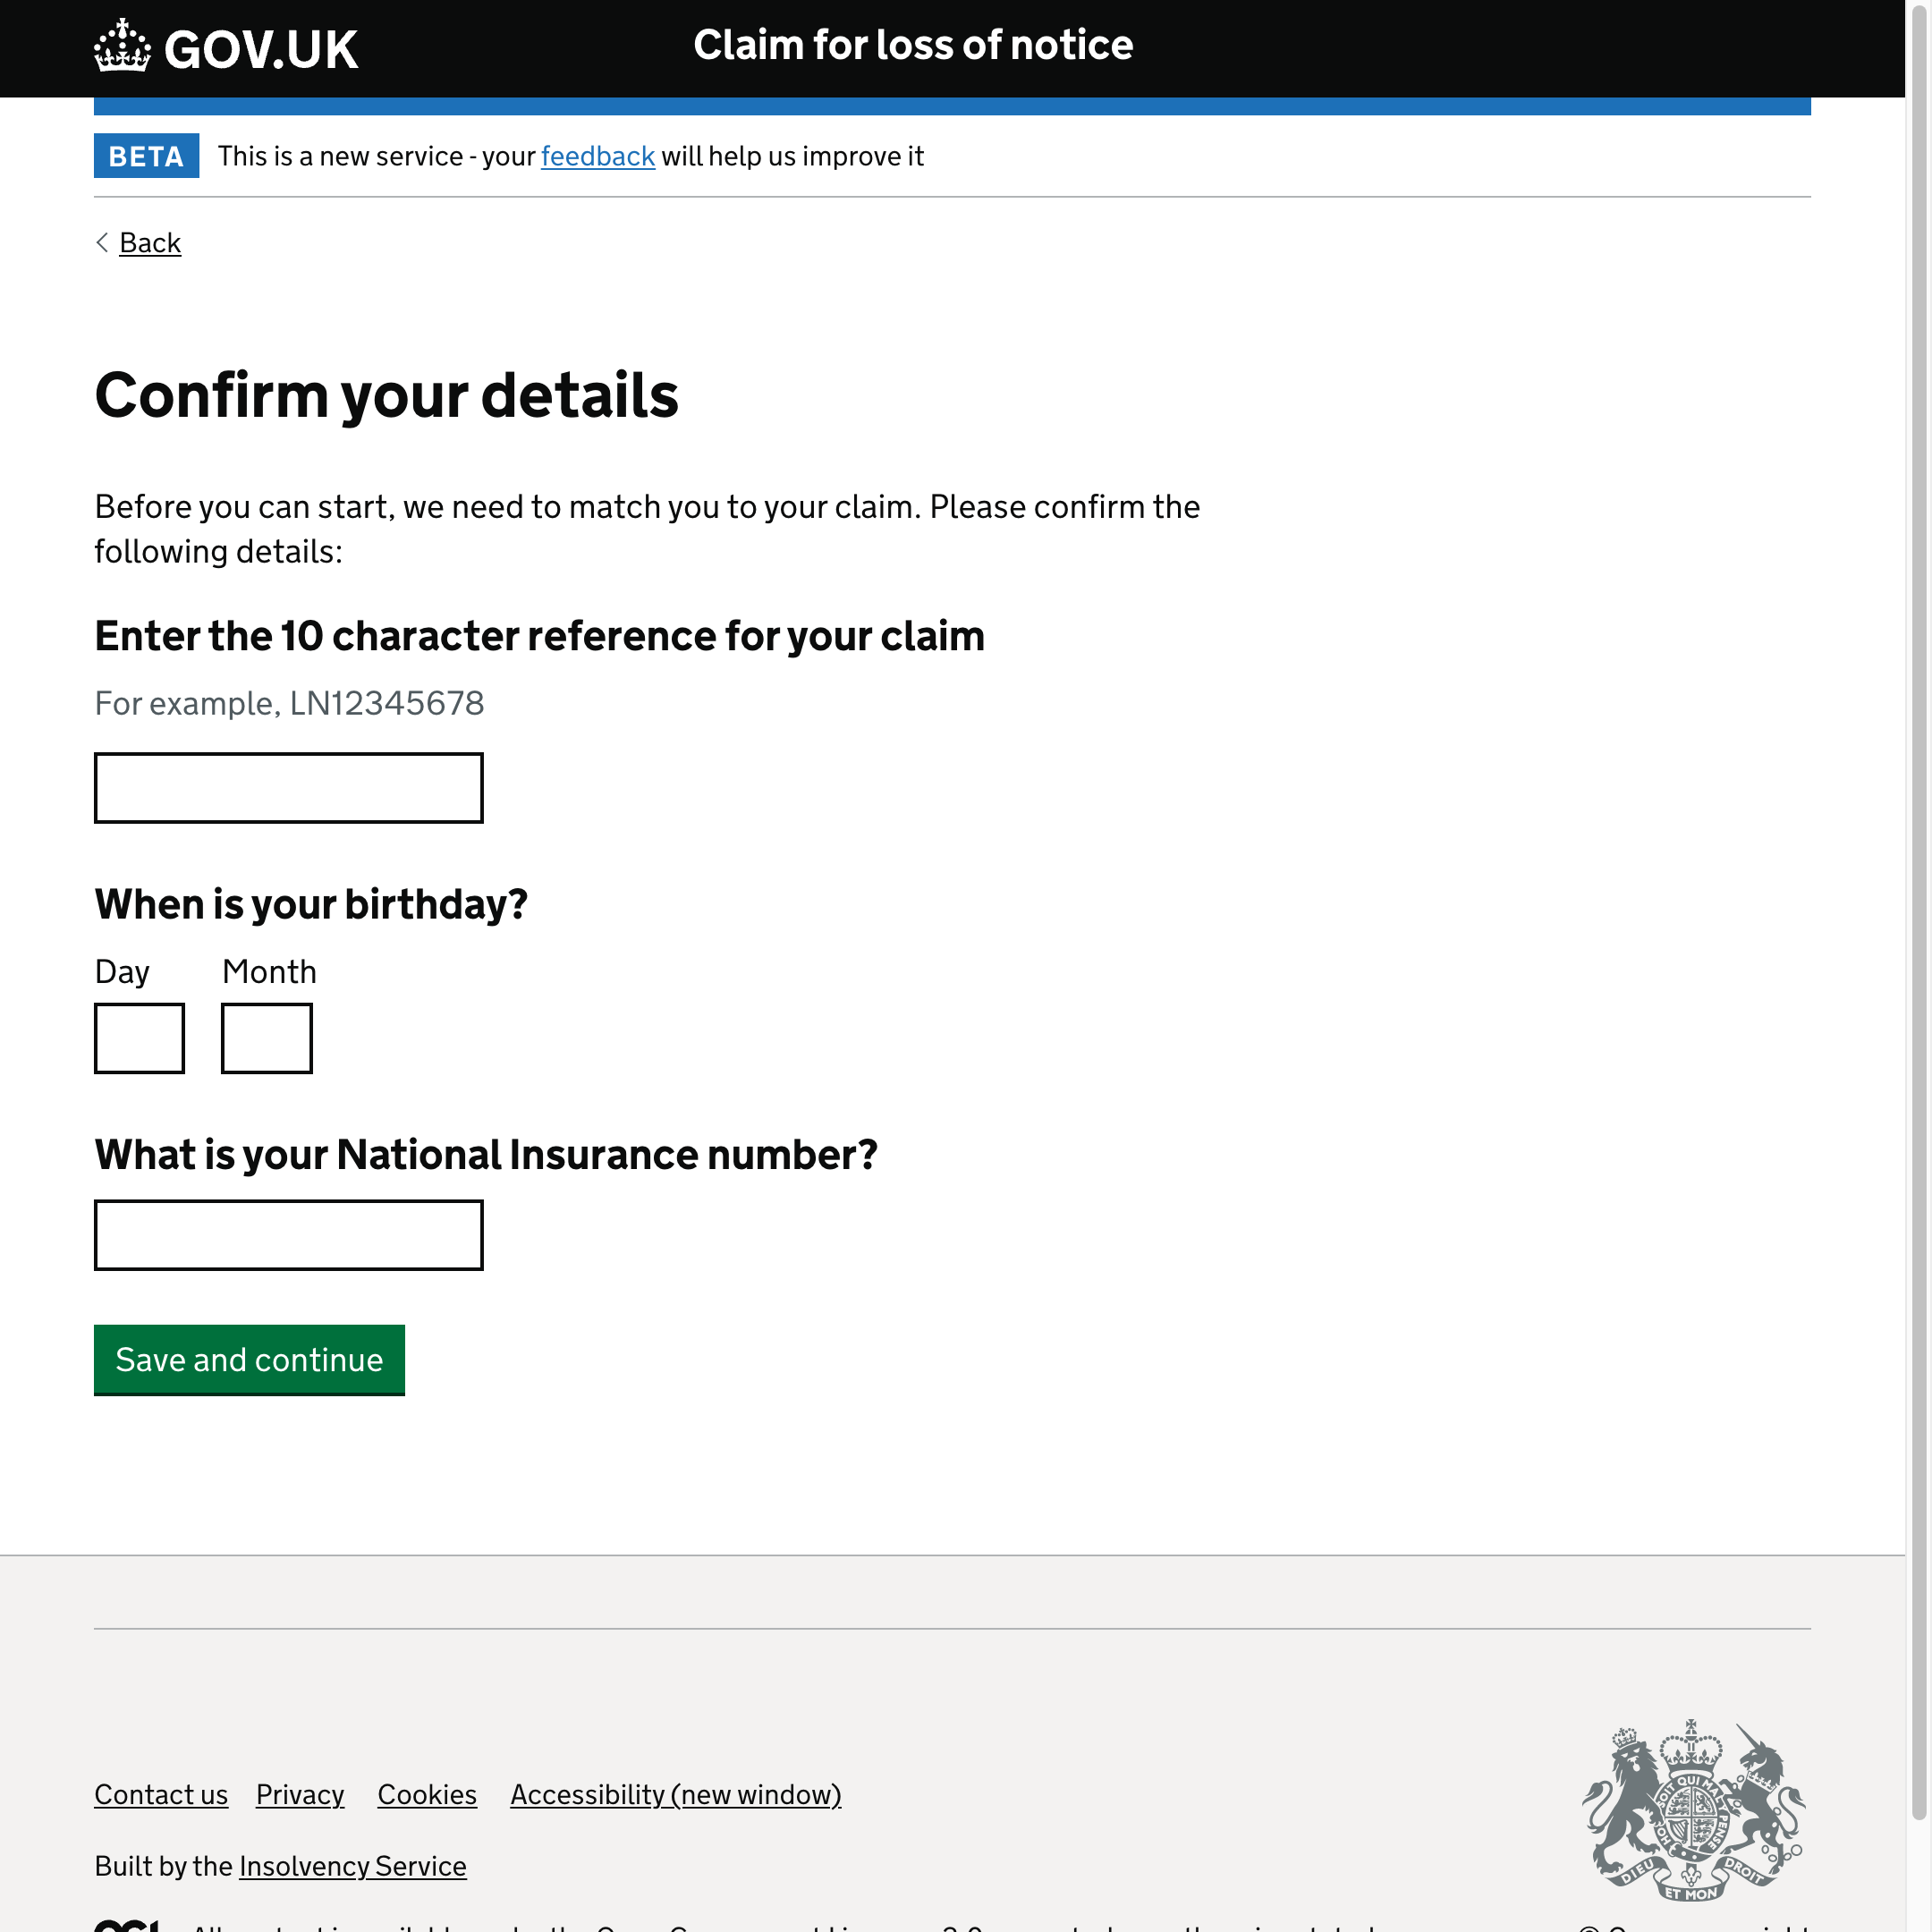 GOV.UK
Claim for loss of notice
BETA
This is a new service - your feedback will help us improve it
Back
Confirm your details
Before you can start, we need to match you to your claim. Please confirm the
following details:
Enter the 10 character reference for your claim
For example, LN12345678
When is your birthday?
Day Month
What is your National Insurance number?
Save and continue
Contact us Privacy Cookies Accessibility (new window)
Built by the Insolvency Service
DIEU ET MON DROIT